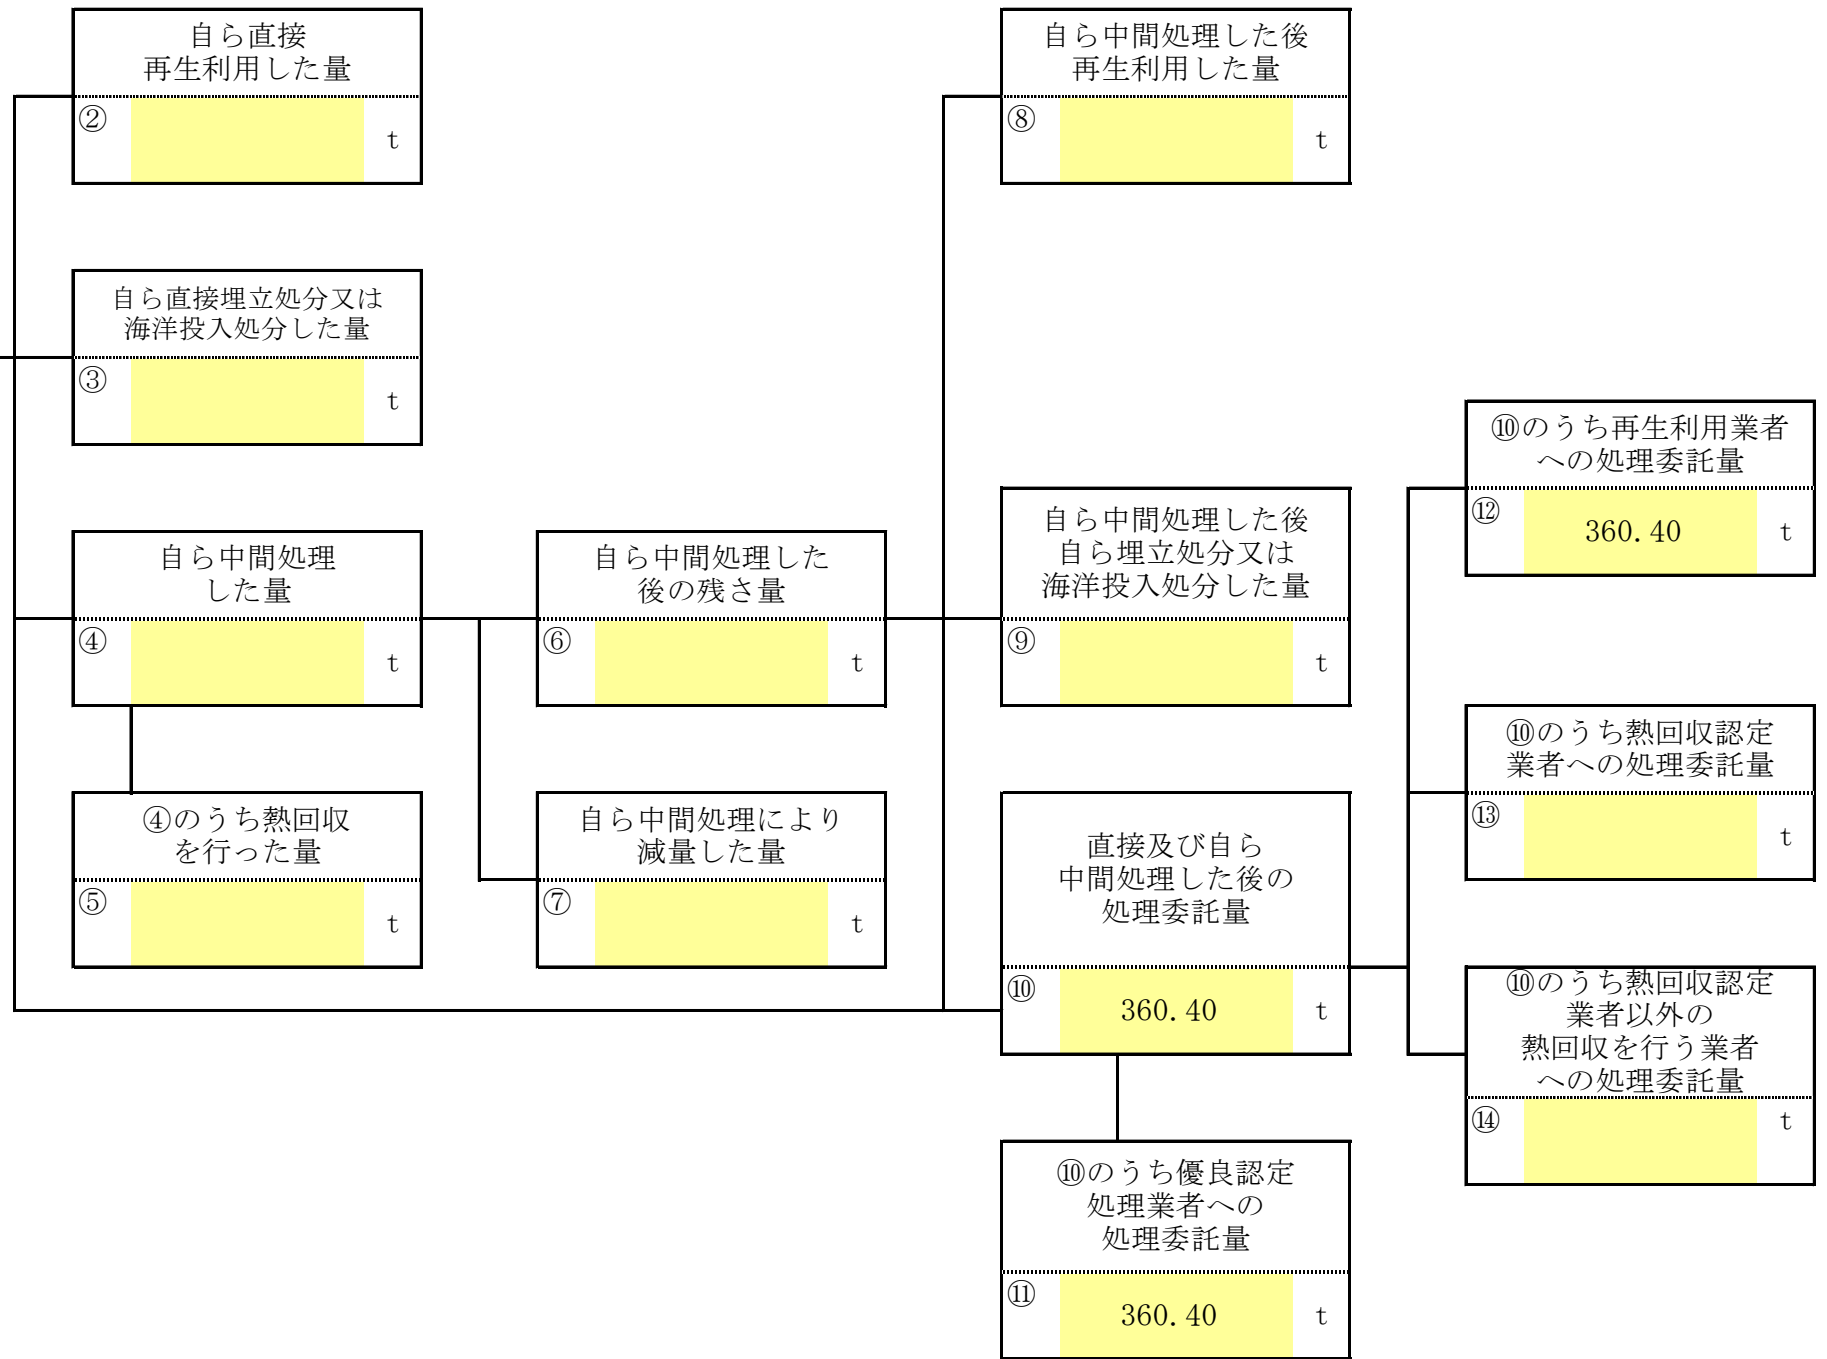 自ら直接
再生利用した量
②
t
自ら中間処理した後
再生利用した量
⑧
t
自ら直接埋立処分又は
海洋投入処分した量
③
t
⑩のうち再生利用業者
への処理委託量
⑫
360.40
t
自ら中間処理
した量
④
t
自ら中間処理した
後の残さ量
⑥
t
自ら中間処理した後
自ら埋立処分又は
海洋投入処分した量
⑨
t
⑩のうち熱回収認定
業者への処理委託量
⑬
t
④のうち熱回収
を行った量
⑤
t
自ら中間処理により
減量した量
⑦
t
直接及び自ら
中間処理した後の
処理委託量
⑩
360.40
t
⑩のうち熱回収認定
業者以外の
熱回収を行う業者
への処理委託量
⑭
t
⑩のうち優良認定
処理業者への
処理委託量
⑪
360.40
t